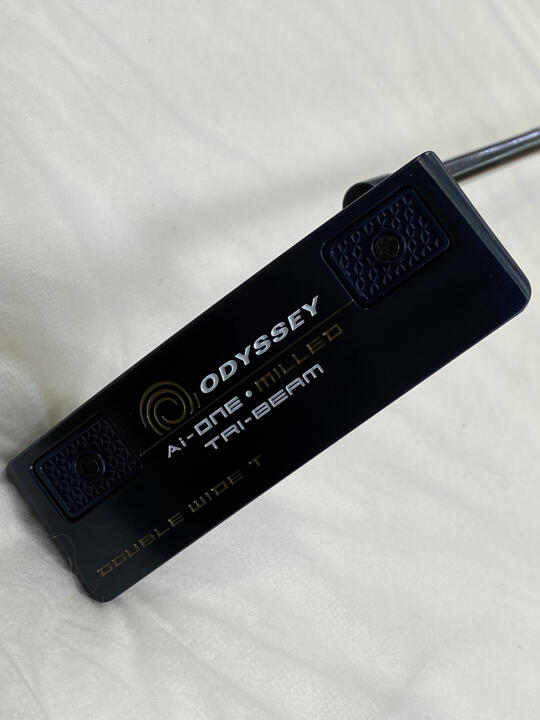 ODYSSEY
Ai-ONE • MILLED
TRI-BEAM
DOUBLE WIDE T